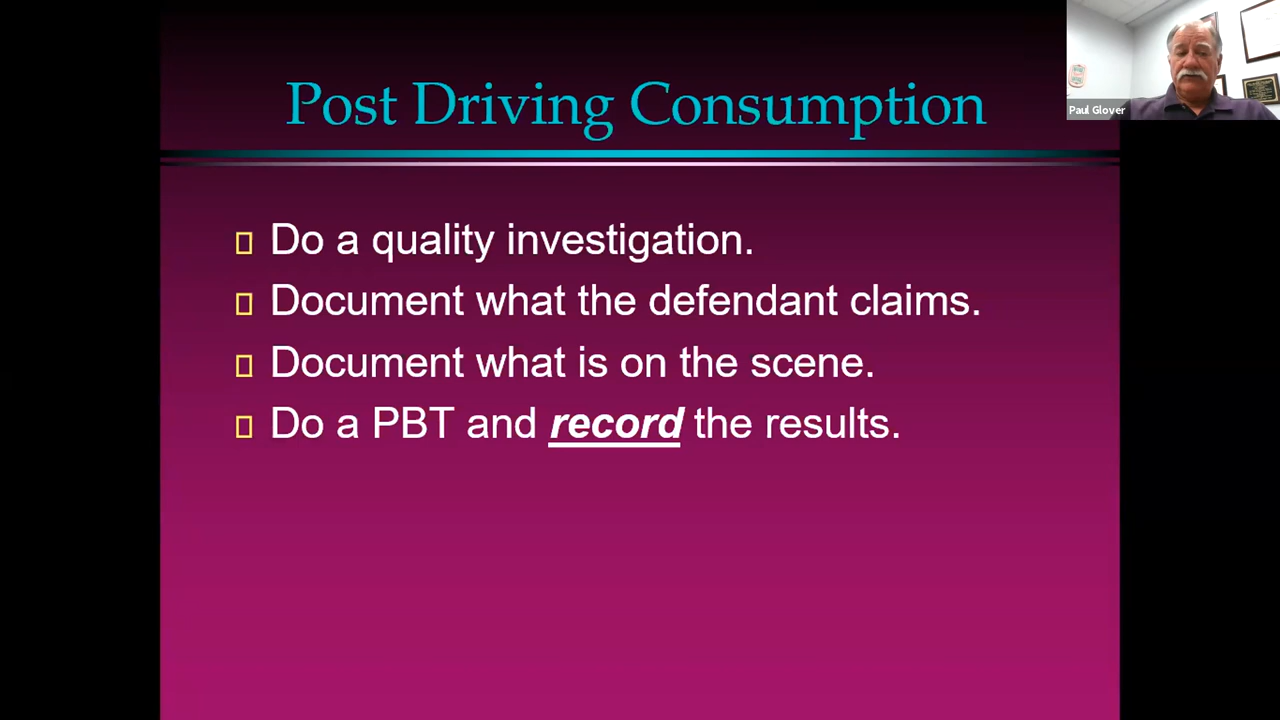 Post Driving Consumption
Paul Glover
Do a quality investigation.
Document what the defendant claims.
Document what is on the scene.
Do a PBT and record the results.